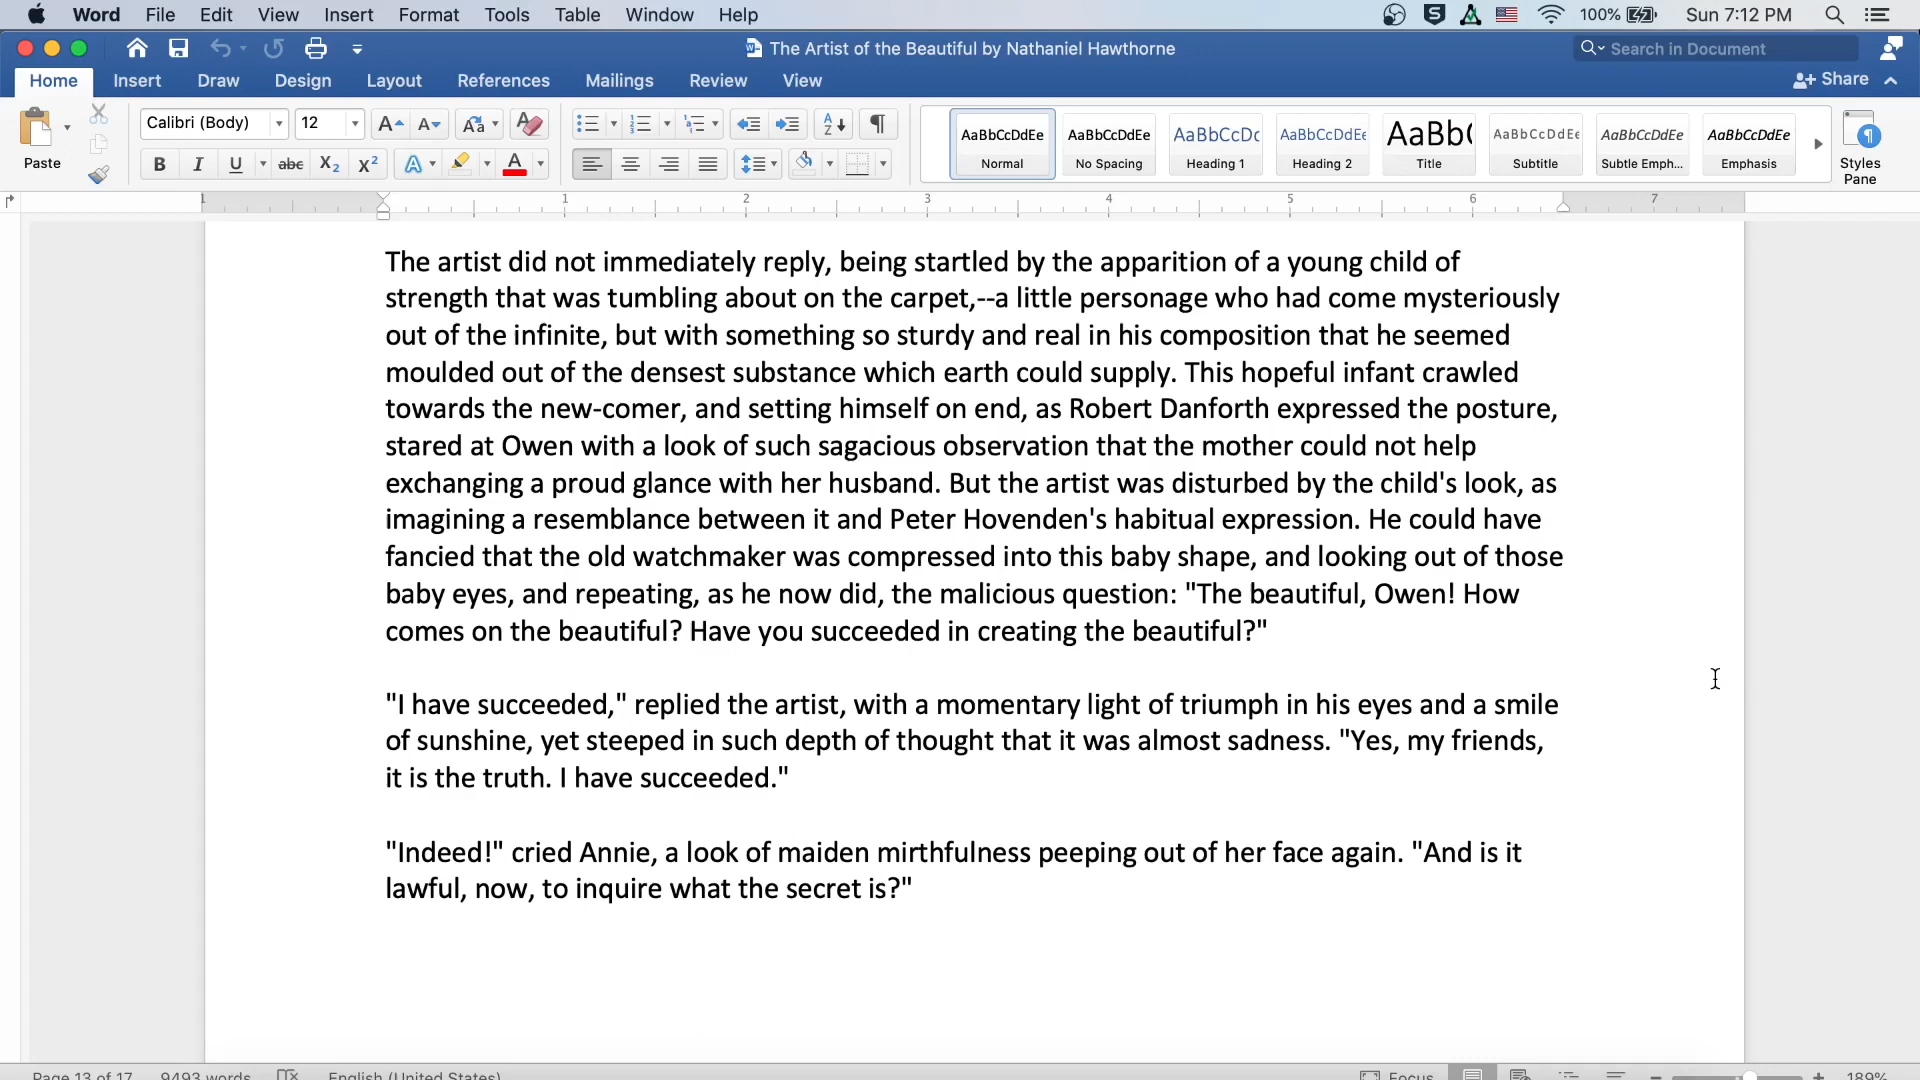 Word File Edit View Insert Format Tools Table Window Help 100% Sun 7:12 PM
The Artist of the Beautiful by Nathaniel Hawthorne Search in Document
Home Insert Draw Design Layout References Mailings Review View Share
Calibri (Body) 12
AaBbCcDdEe AaBbCcDdEe AaBbCcDc AaBbCcDdEe AaBb( AaBbCcDdEe AaBbCcDdEe AaBbCcDdEe
Paste Normal No Spacing Heading 1 Heading 2 Title Subtitle Subtle Emph... Emphasis Styles
Pane
1 1 2 3 4 5 6 7
The artist did not immediately reply, being startled by the apparition of a young child of
strength that was tumbling about on the carpet,--a little personage who had come mysteriously
out of the infinite, but with something so sturdy and real in his composition that he seemed
moulded out of the densest substance which earth could supply. This hopeful infant crawled
towards the new-comer, and setting himself on end, as Robert Danforth expressed the posture,
stared at Owen with a look of such sagacious observation that the mother could not help
exchanging a proud glance with her husband. But the artist was disturbed by the child's look, as
imagining a resemblance between it and Peter Hovenden's habitual expression. He could have
fancied that the old watchmaker was compressed into this baby shape, and looking out of those
baby eyes, and repeating, as he now did, the malicious question: "The beautiful, Owen! How
comes on the beautiful? Have you succeeded in creating the beautiful?"
"I have succeeded," replied the artist, with a momentary light of triumph in his eyes and a smile
of sunshine, yet steeped in such depth of thought that it was almost sadness. "Yes, my friends,
it is the truth. I have succeeded."
"Indeed!" cried Annie, a look of maiden mirthfulness peeping out of her face again. "And is it
lawful, now, to inquire what the secret is?"
Page 13 of 17 9493 words English (United States) Focus 189%